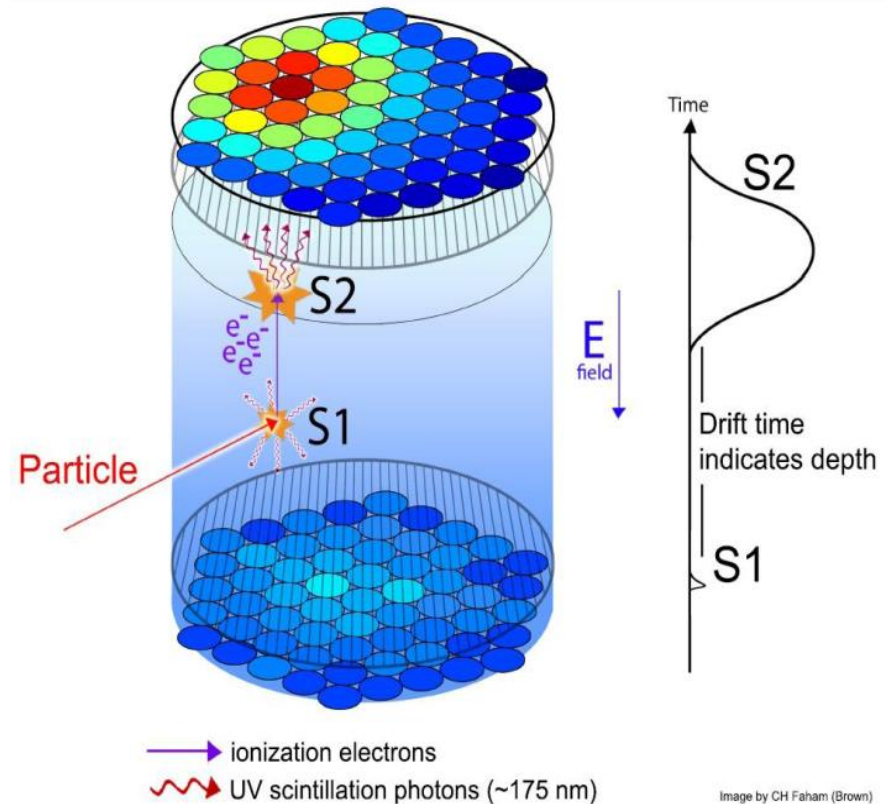 Time
S2
S2
e⁻
e⁻e⁻
e⁻
e⁻
E
field
S1
Drift time
indicates depth
Particle
S1
ionization electrons
UV scintillation photons (~175 nm)
Image by CH Faham (Brown)